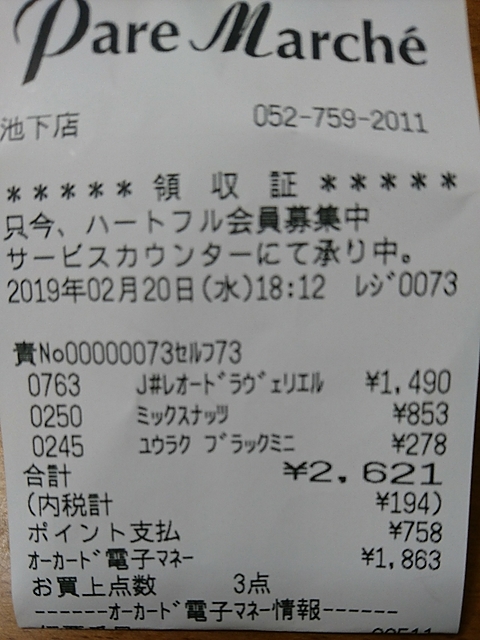 Pare Marché
池下店 052-759-2011
***** 領収証 *****
只今、ハートフル会員募集中
サービスカウンターにて承り中。
2019年02月20日(水)18:12 ﾚｼﾞ0073
責No00000073ｾﾙﾌ73
0763 J#ﾚｵｰﾄﾞﾗｳﾞｪﾘｴﾙ ¥1,490
0250 ﾐｯｸｽﾅｯﾂ ¥853
0245 ﾕｳﾗｸ ﾌﾞﾗｯｸﾐﾆ ¥278
合計 ¥2,621
(内税計 ¥194)
ポイント支払 ¥758
ｵｰｶｰﾄﾞ電子ﾏﾈｰ ¥1,863
お買上点数 3点
------ｵｰｶｰﾄﾞ電子ﾏﾈｰ情報------